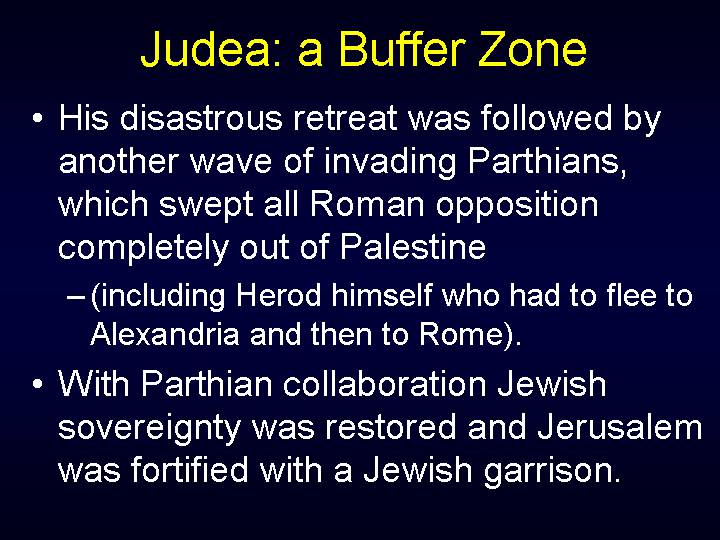 Judea: a Buffer Zone
• His disastrous retreat was followed by
another wave of invading Parthians,
which swept all Roman opposition
completely out of Palestine
– (including Herod himself who had to flee to
Alexandria and then to Rome).
• With Parthian collaboration Jewish
sovereignty was restored and Jerusalem
was fortified with a Jewish garrison.